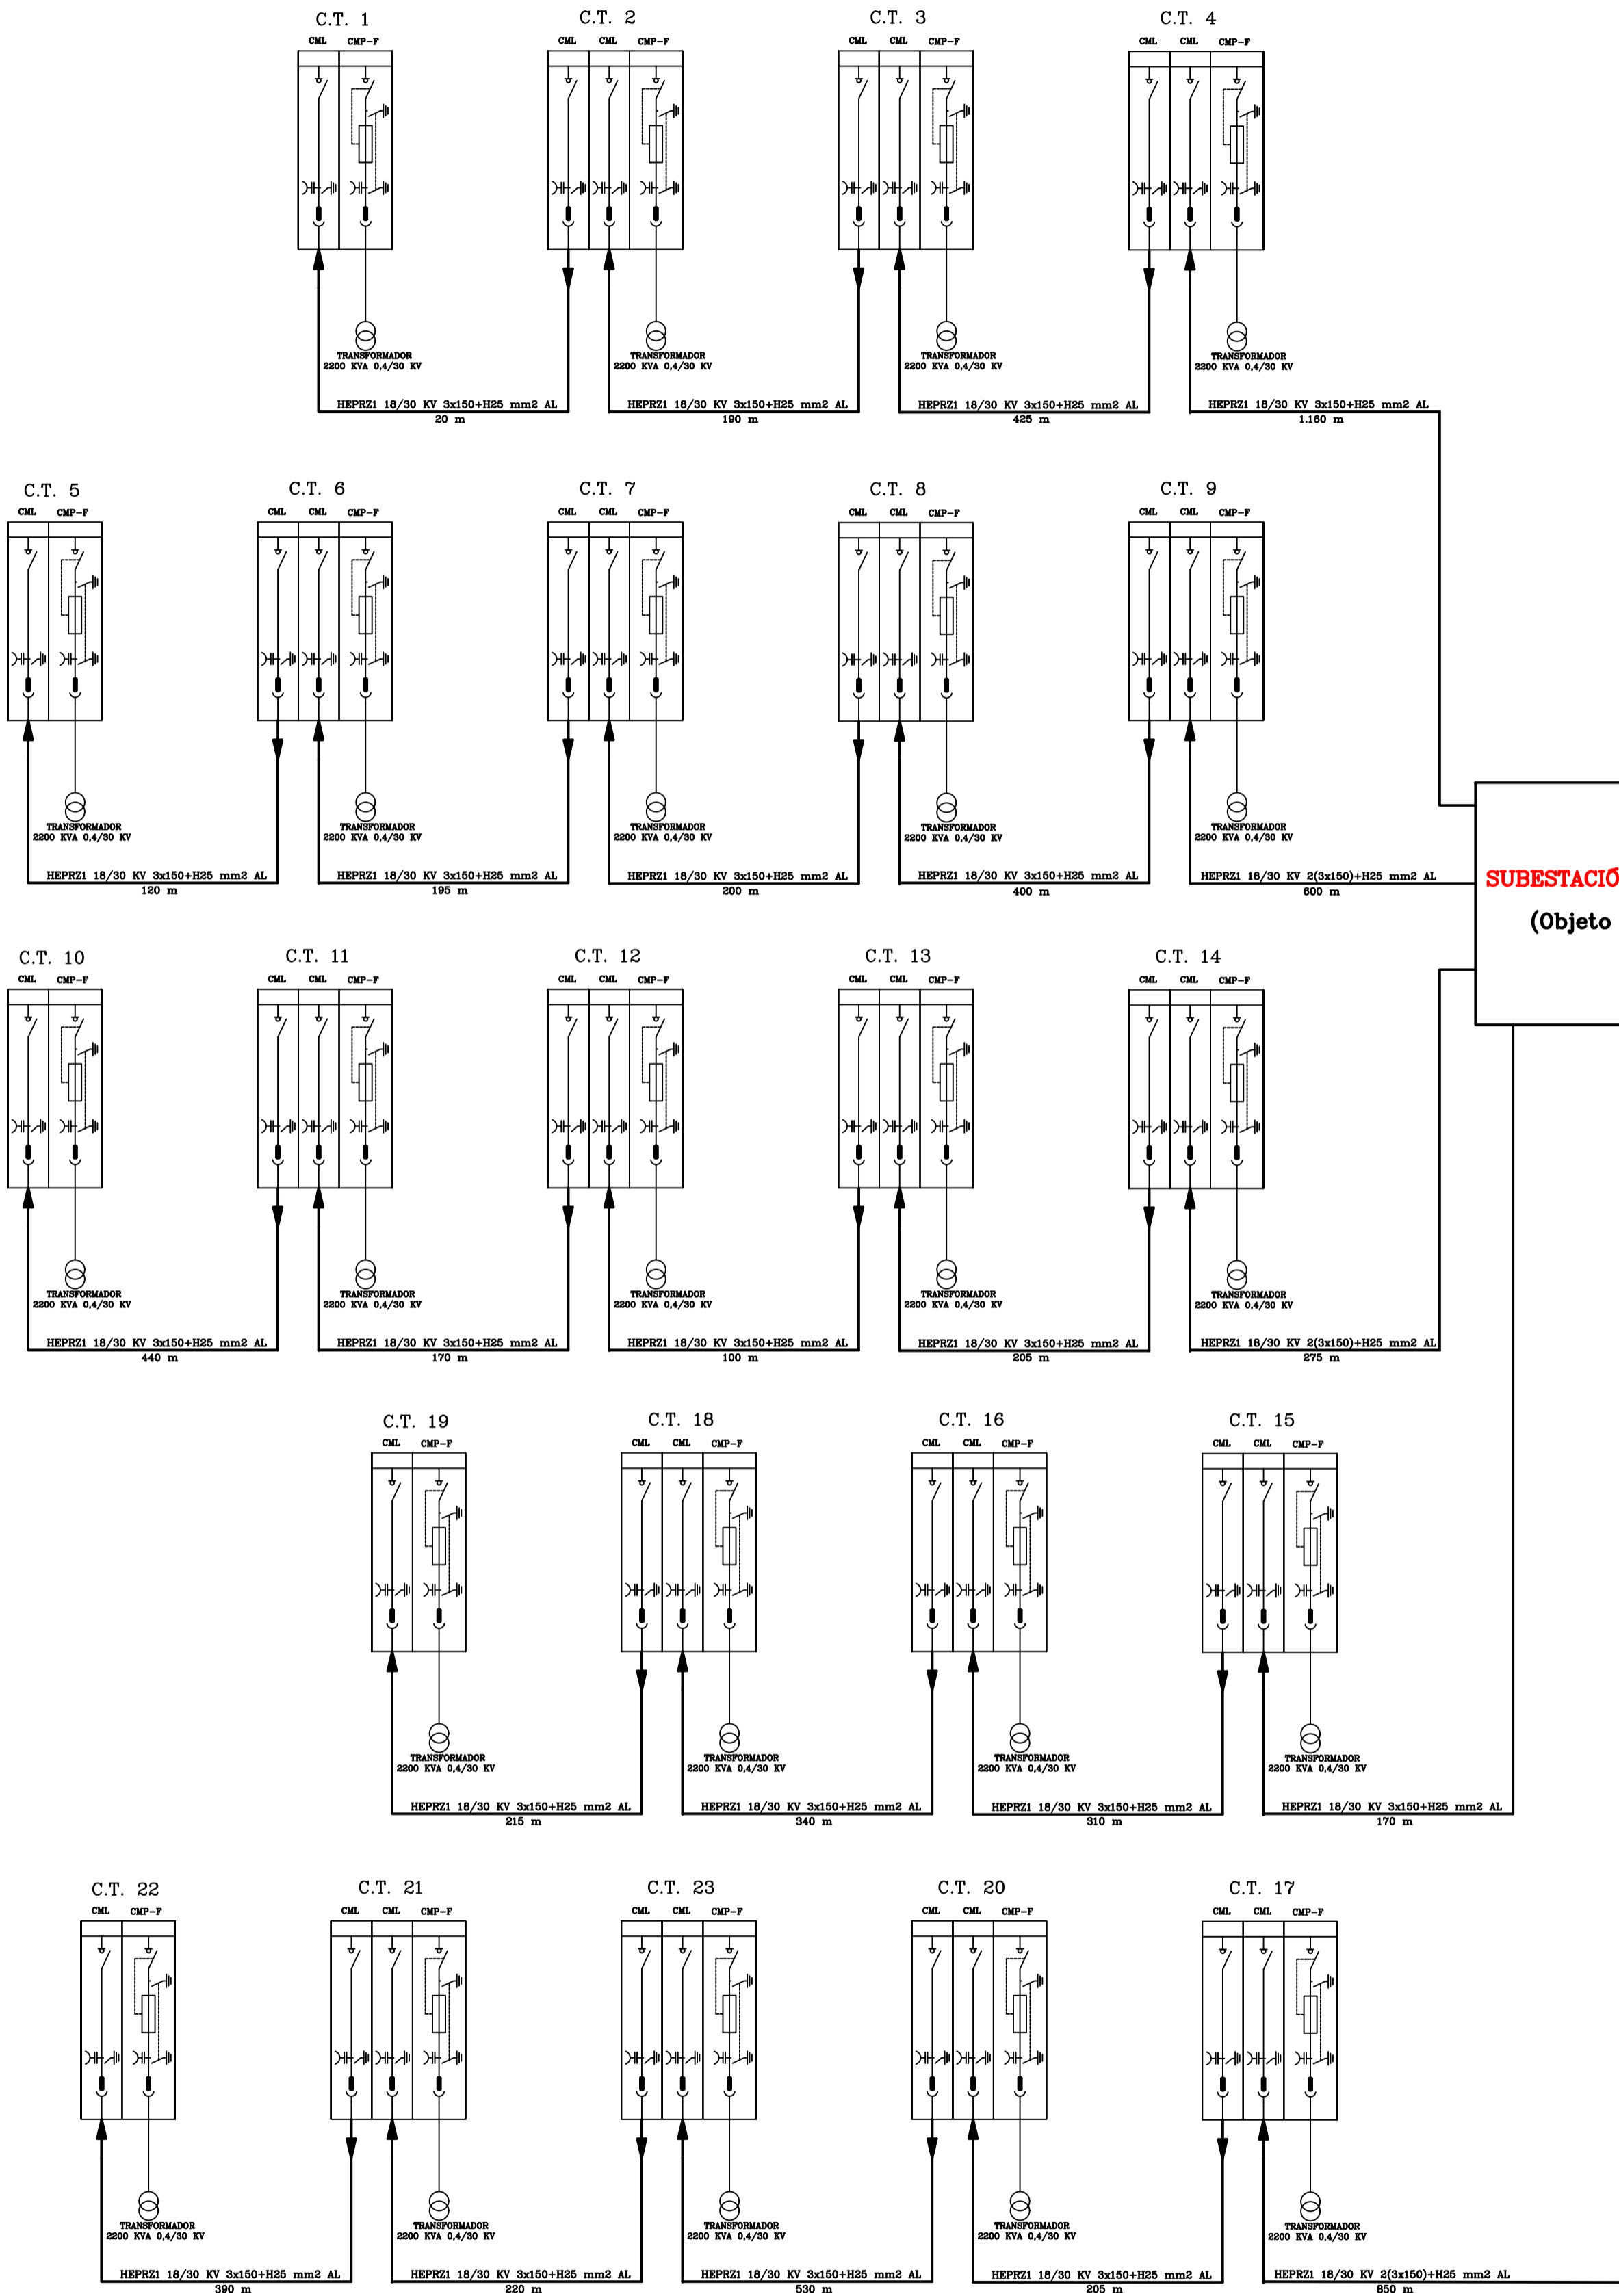 C.T. 1
C.T. 2
C.T. 3
C.T. 4
CML CMP-F
CML CML CMP-F
CML CML CMP-F
CML CML CMP-F
TRANSFORMADOR
2200 KVA 0,4/30 KV
TRANSFORMADOR
2200 KVA 0,4/30 KV
TRANSFORMADOR
2200 KVA 0,4/30 KV
TRANSFORMADOR
2200 KVA 0,4/30 KV
HEPRZ1 18/30 KV 3x150+H25 mm2 AL
20 m
HEPRZ1 18/30 KV 3x150+H25 mm2 AL
190 m
HEPRZ1 18/30 KV 3x150+H25 mm2 AL
425 m
HEPRZ1 18/30 KV 3x150+H25 mm2 AL
1.160 m
C.T. 5
C.T. 6
C.T. 7
C.T. 8
C.T. 9
CML CMP-F
CML CML CMP-F
CML CML CMP-F
CML CML CMP-F
CML CML CMP-F
TRANSFORMADOR
2200 KVA 0,4/30 KV
TRANSFORMADOR
2200 KVA 0,4/30 KV
TRANSFORMADOR
2200 KVA 0,4/30 KV
TRANSFORMADOR
2200 KVA 0,4/30 KV
TRANSFORMADOR
2200 KVA 0,4/30 KV
HEPRZ1 18/30 KV 3x150+H25 mm2 AL
120 m
HEPRZ1 18/30 KV 3x150+H25 mm2 AL
195 m
HEPRZ1 18/30 KV 3x150+H25 mm2 AL
200 m
HEPRZ1 18/30 KV 3x150+H25 mm2 AL
400 m
HEPRZ1 18/30 KV 2(3x150)+H25 mm2 AL
600 m
SUBESTACIÓ
(Objeto
C.T. 10
C.T. 11
C.T. 12
C.T. 13
C.T. 14
CML CMP-F
CML CML CMP-F
CML CML CMP-F
CML CML CMP-F
CML CML CMP-F
TRANSFORMADOR
2200 KVA 0,4/30 KV
TRANSFORMADOR
2200 KVA 0,4/30 KV
TRANSFORMADOR
2200 KVA 0,4/30 KV
TRANSFORMADOR
2200 KVA 0,4/30 KV
TRANSFORMADOR
2200 KVA 0,4/30 KV
HEPRZ1 18/30 KV 3x150+H25 mm2 AL
440 m
HEPRZ1 18/30 KV 3x150+H25 mm2 AL
170 m
HEPRZ1 18/30 KV 3x150+H25 mm2 AL
100 m
HEPRZ1 18/30 KV 3x150+H25 mm2 AL
205 m
HEPRZ1 18/30 KV 2(3x150)+H25 mm2 AL
275 m
C.T. 19
C.T. 18
C.T. 16
C.T. 15
CML CMP-F
CML CML CMP-F
CML CML CMP-F
CML CML CMP-F
TRANSFORMADOR
2200 KVA 0,4/30 KV
TRANSFORMADOR
2200 KVA 0,4/30 KV
TRANSFORMADOR
2200 KVA 0,4/30 KV
TRANSFORMADOR
2200 KVA 0,4/30 KV
HEPRZ1 18/30 KV 3x150+H25 mm2 AL
215 m
HEPRZ1 18/30 KV 3x150+H25 mm2 AL
340 m
HEPRZ1 18/30 KV 3x150+H25 mm2 AL
310 m
HEPRZ1 18/30 KV 3x150+H25 mm2 AL
170 m
C.T. 22
C.T. 21
C.T. 23
C.T. 20
C.T. 17
CML CMP-F
CML CML CMP-F
CML CML CMP-F
CML CML CMP-F
CML CML CMP-F
TRANSFORMADOR
2200 KVA 0,4/30 KV
TRANSFORMADOR
2200 KVA 0,4/30 KV
TRANSFORMADOR
2200 KVA 0,4/30 KV
TRANSFORMADOR
2200 KVA 0,4/30 KV
TRANSFORMADOR
2200 KVA 0,4/30 KV
HEPRZ1 18/30 KV 3x150+H25 mm2 AL
390 m
HEPRZ1 18/30 KV 3x150+H25 mm2 AL
220 m
HEPRZ1 18/30 KV 3x150+H25 mm2 AL
530 m
HEPRZ1 18/30 KV 3x150+H25 mm2 AL
205 m
HEPRZ1 18/30 KV 2(3x150)+H25 mm2 AL
850 m